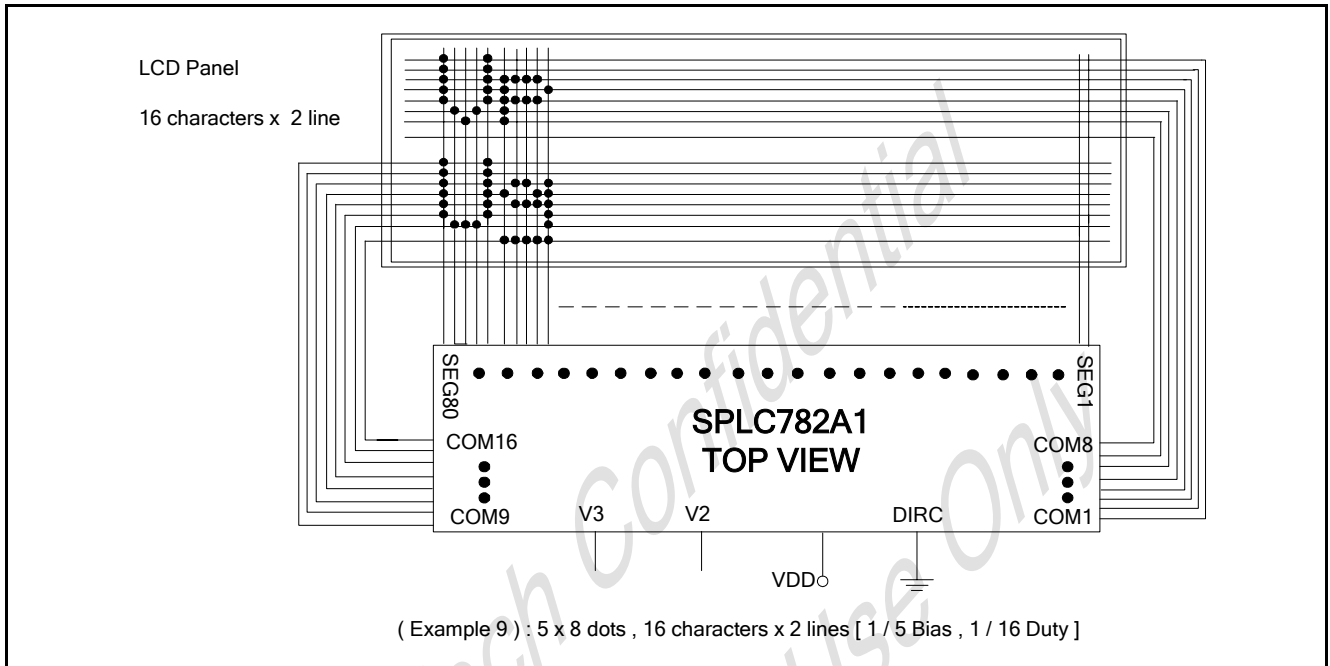 LCD Panel
16 characters x 2 line
SEG80
SEG1
SPLC782A1
TOP VIEW
COM16
COM8
COM9
V3
V2
DIRC
COM1
VDD
( Example 9 ) : 5 x 8 dots , 16 characters x 2 lines [ 1 / 5 Bias , 1 / 16 Duty ]
ch Confidential
Use Only